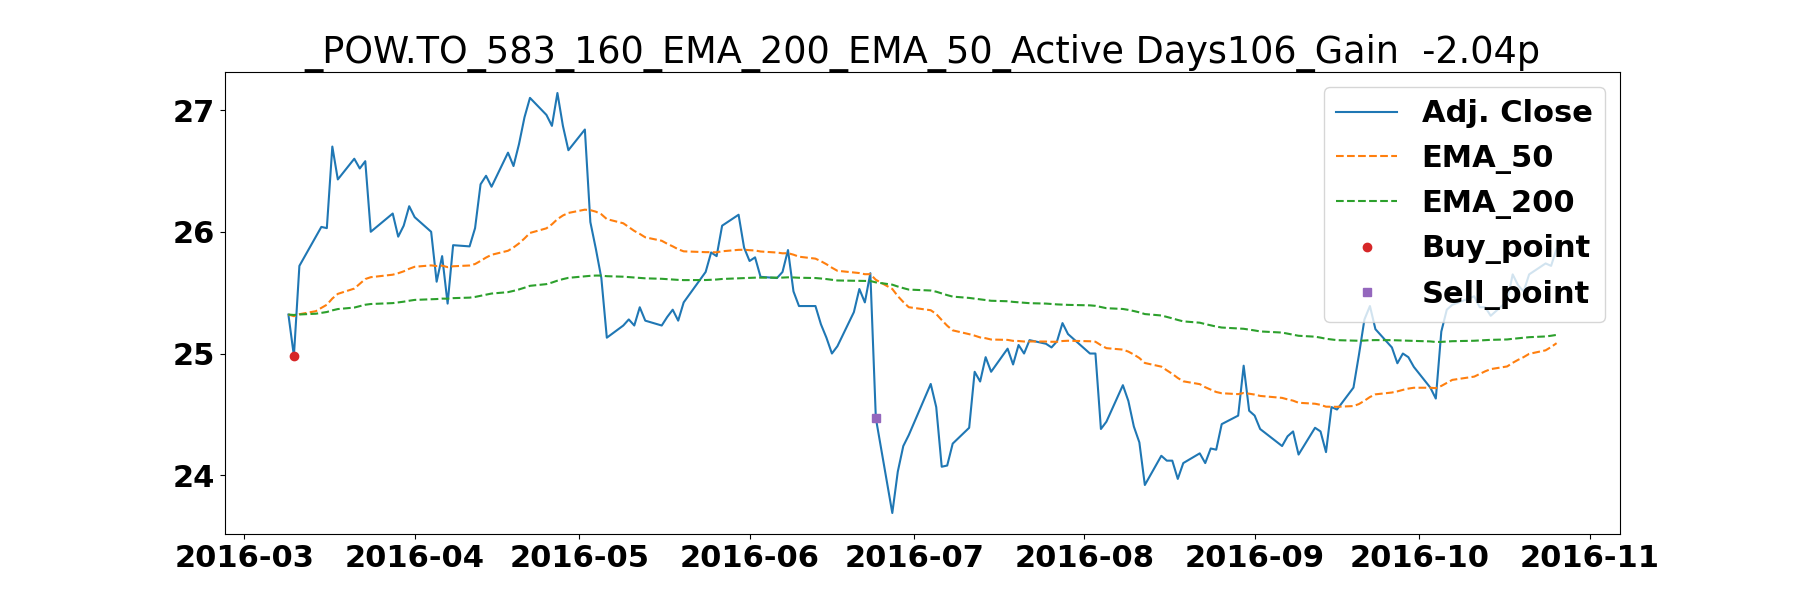 _POW.TO_583_160_EMA_200_EMA_50_Active Days106_Gain  -2.04p
27
26
25
24
Adj. Close
EMA_50
EMA_200
Buy_point
Sell_point
2016-03 2016-04 2016-05 2016-06 2016-07 2016-08 2016-09 2016-10 2016-11